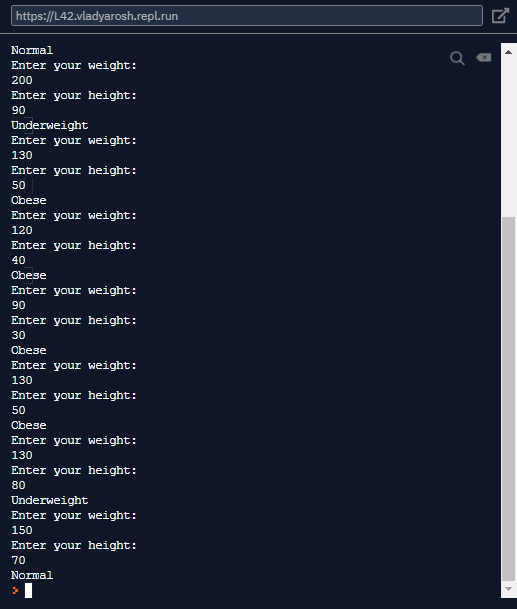 https://L42.vladyarosh.repl.run
Normal
Enter your weight:
200
Enter your height:
90
Underweight
Enter your weight:
130
Enter your height:
50
Obese
Enter your weight:
120
Enter your height:
40
Obese
Enter your weight:
90
Enter your height:
30
Obese
Enter your weight:
130
Enter your height:
50
Obese
Enter your weight:
130
Enter your height:
80
Underweight
Enter your weight:
150
Enter your height:
70
Normal
>